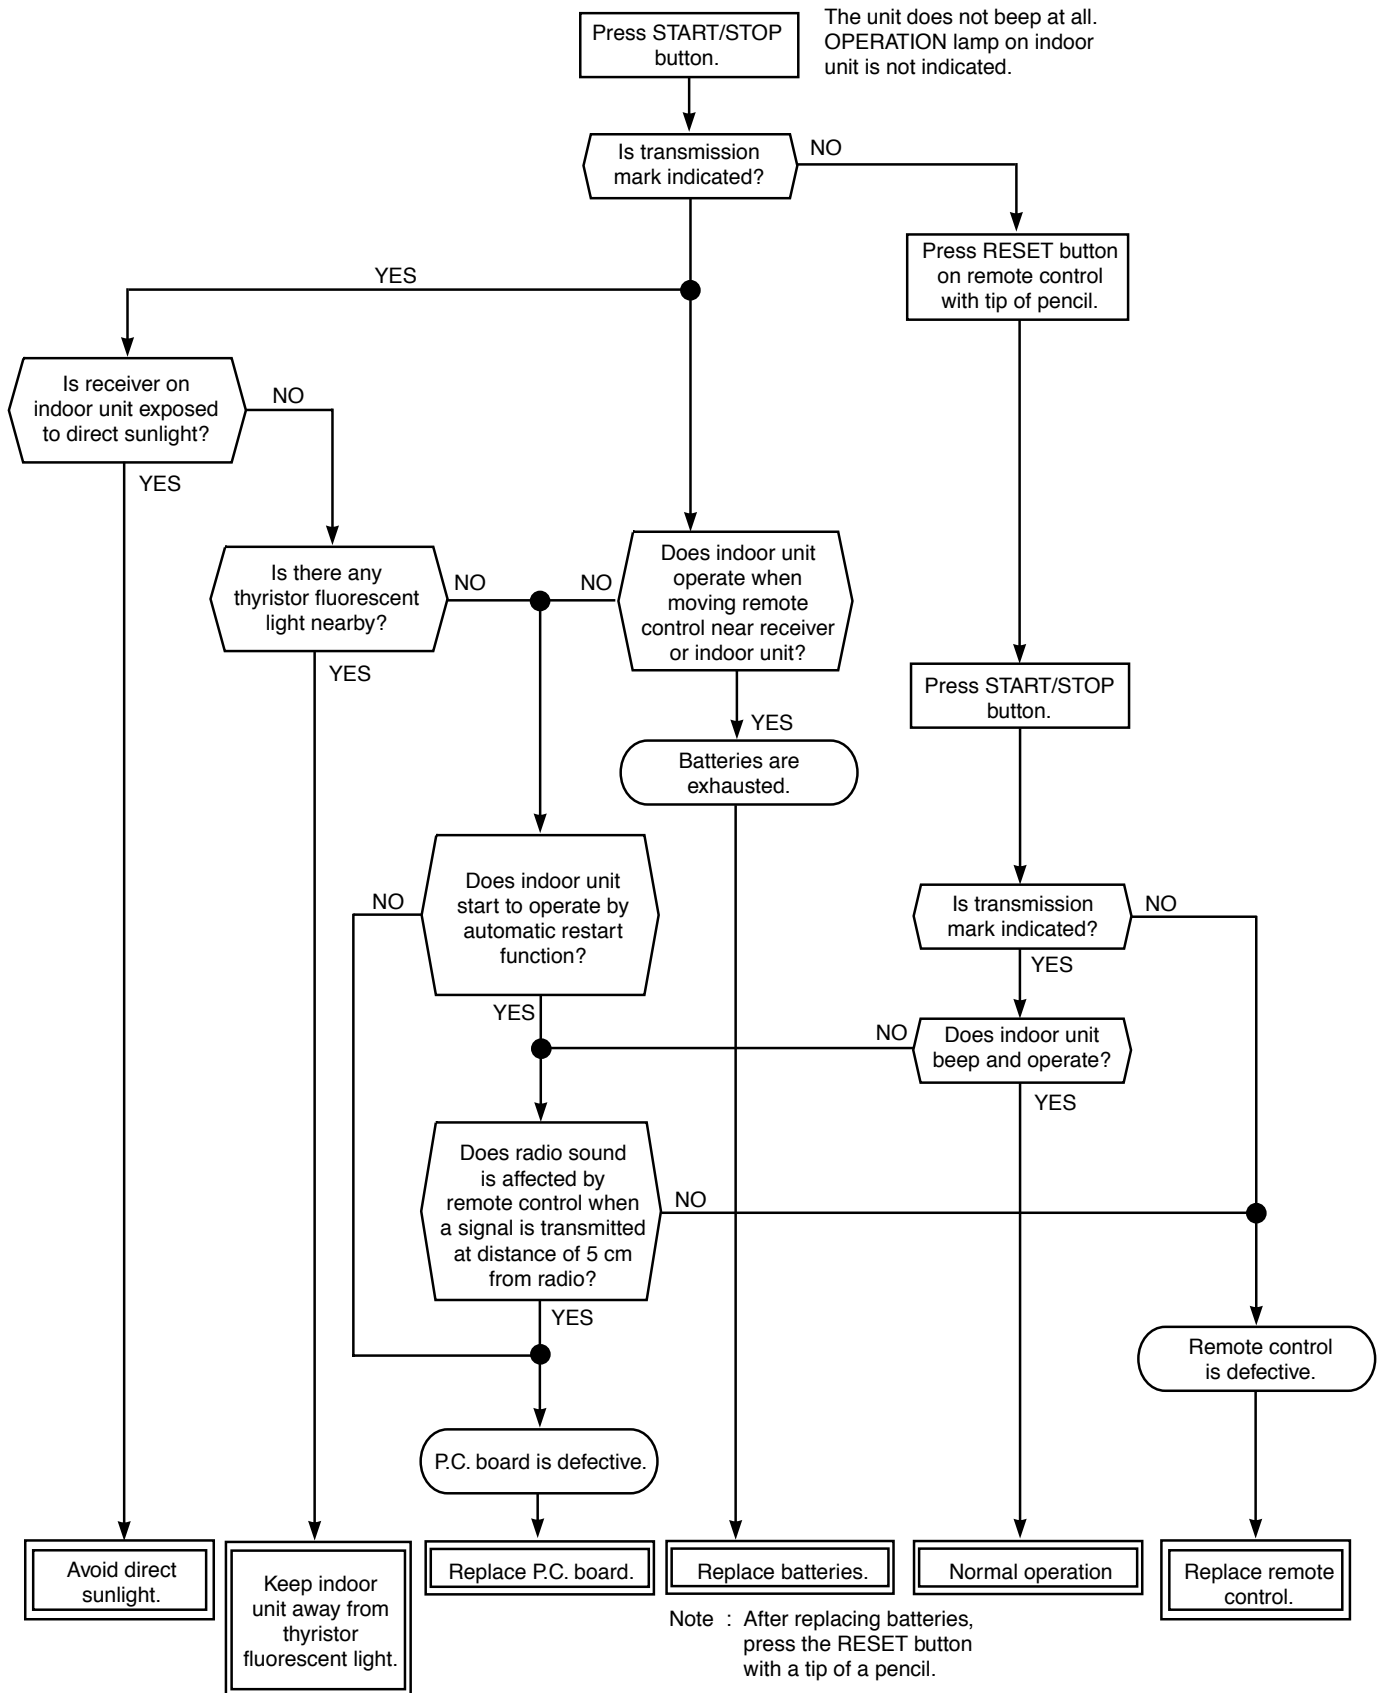 Press START/STOP
button.
The unit does not beep at all.
OPERATION lamp on indoor
unit is not indicated.
Is transmission
mark indicated?
NO
Press RESET button
on remote control
with tip of pencil.
YES
Is receiver on
indoor unit exposed
to direct sunlight?
NO
YES
Is there any
thyristor fluorescent
light nearby?
NO
YES
NO
Does indoor unit
operate when
moving remote
control near receiver
or indoor unit?
YES
Batteries are
exhausted.
Press START/STOP
button.
Does indoor unit
start to operate by
automatic restart
function?
NO
YES
Is transmission
mark indicated?
NO
YES
Does indoor unit
beep and operate?
NO
YES
Does radio sound
is affected by
remote control when
a signal is transmitted
at distance of 5 cm
from radio?
NO
YES
Remote control
is defective.
P.C. board is defective.
Avoid direct
sunlight.
Keep indoor
unit away from
thyristor
fluorescent light.
Replace P.C. board.
Replace batteries.
Normal operation
Replace remote
control.
Note : After replacing batteries,
press the RESET button
with a tip of a pencil.